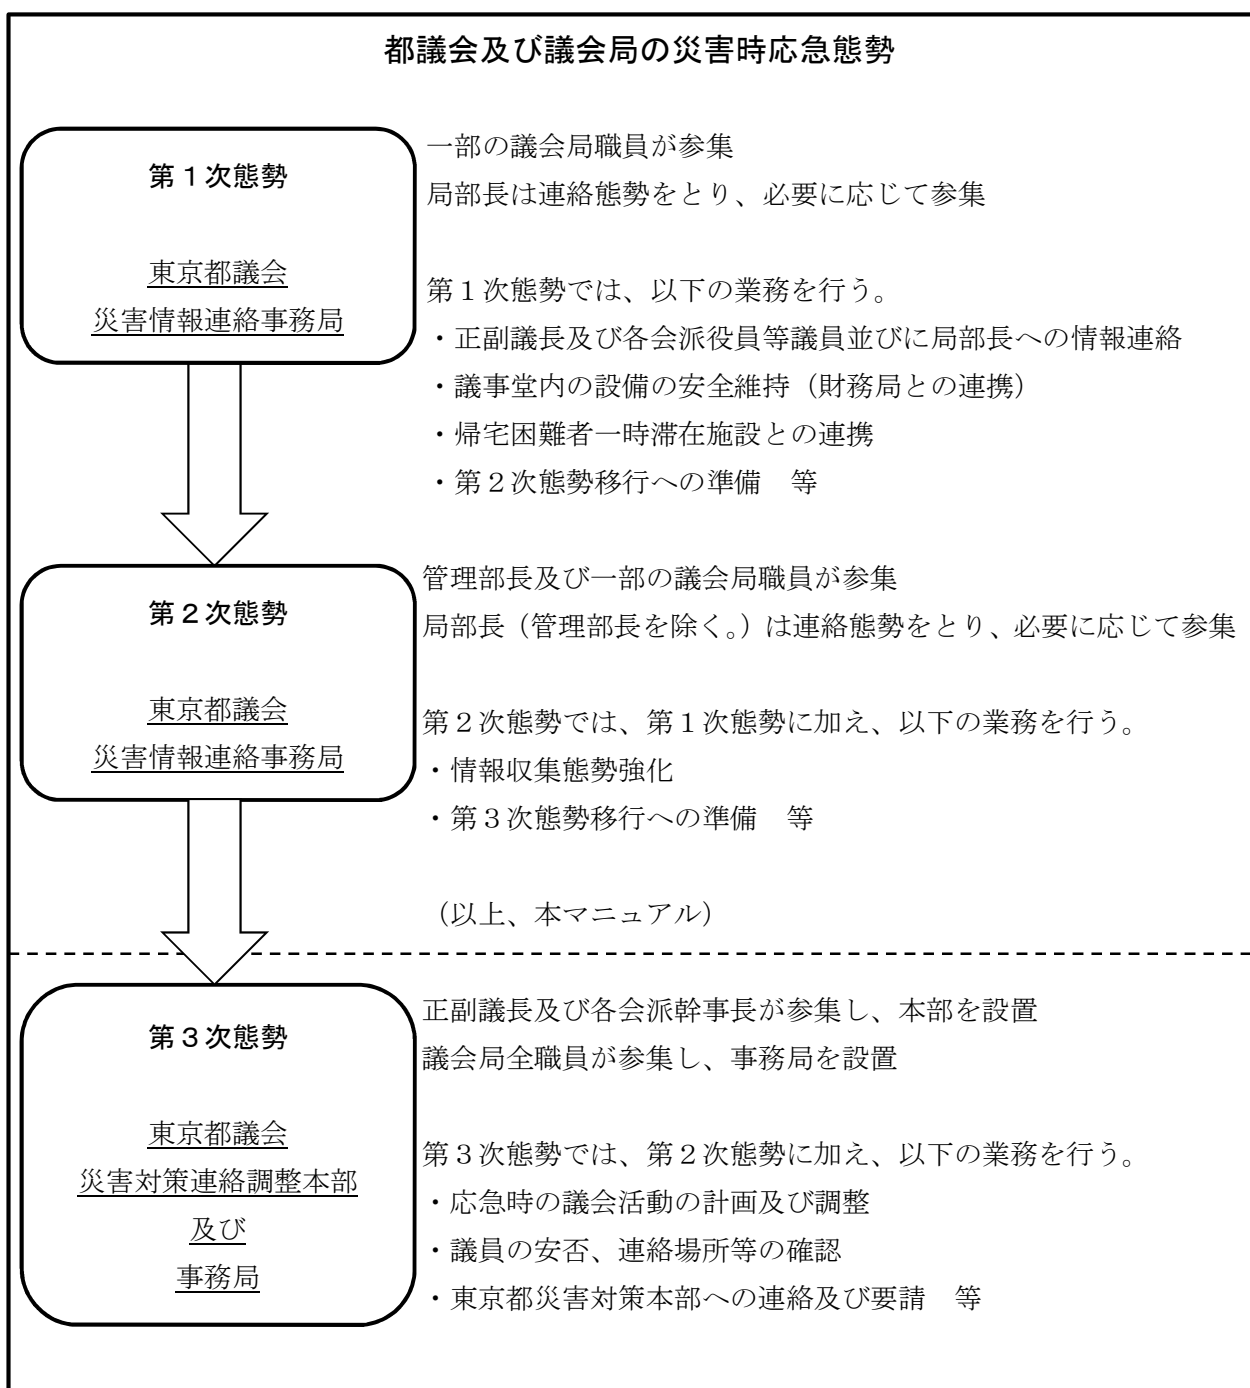 都議会及び議会局の災害時応急態勢
第１次態勢
東京都議会
災害情報連絡事務局
一部の議会局職員が参集
局部長は連絡態勢をとり、必要に応じて参集
第１次態勢では、以下の業務を行う。
・正副議長及び各会派役員等議員並びに局部長への情報連絡
・議事堂内の設備の安全維持（財務局との連携）
・帰宅困難者一時滞在施設との連携
・第２次態勢移行への準備　等
第２次態勢
東京都議会
災害情報連絡事務局
管理部長及び一部の議会局職員が参集
局部長（管理部長を除く。）は連絡態勢をとり、必要に応じて参集
第２次態勢では、第１次態勢に加え、以下の業務を行う。
・情報収集態勢強化
・第３次態勢移行への準備　等
（以上、本マニュアル）
第３次態勢
東京都議会
災害対策連絡調整本部
及び
事務局
正副議長及び各会派幹事長が参集し、本部を設置
議会局全職員が参集し、事務局を設置
第３次態勢では、第２次態勢に加え、以下の業務を行う。
・応急時の議会活動の計画及び調整
・議員の安否、連絡場所等の確認
・東京都災害対策本部への連絡及び要請　等